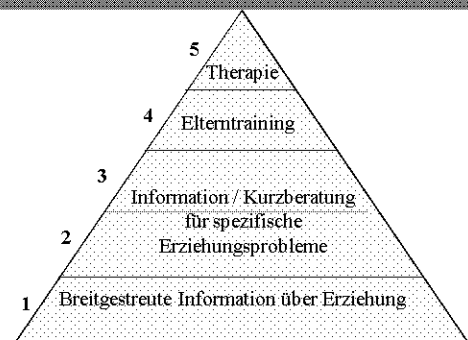 5
Therapie
4
Elterntraining
3
Information / Kurzberatung
für spezifische
2
Erziehungsprobleme
1 Breitgestreute Information über Erziehung